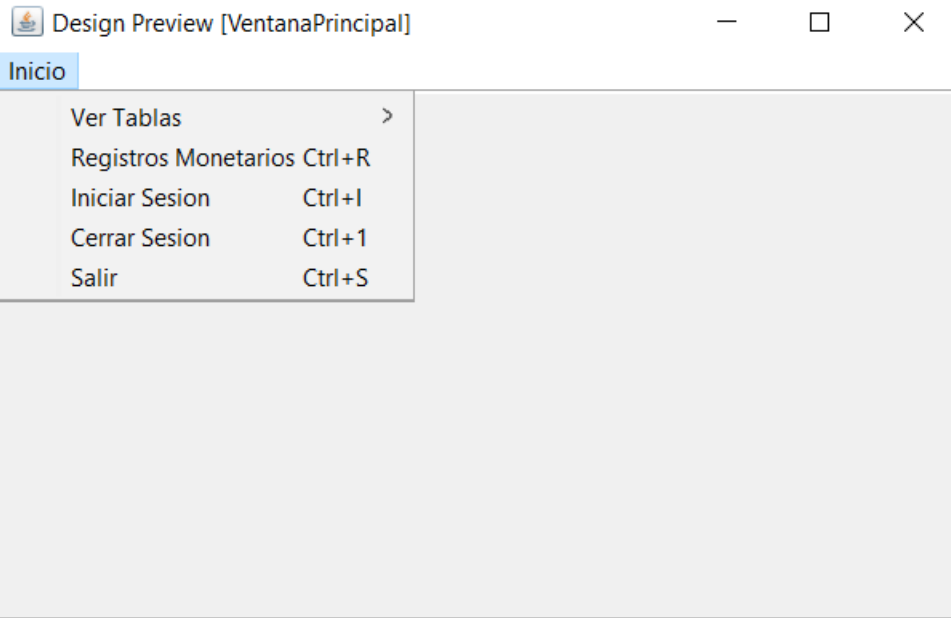 Design Preview [VentanaPrincipal]
Inicio
Ver Tablas
Registros Monetarios Ctrl+R
Iniciar Sesion Ctrl+I
Cerrar Sesion Ctrl+1
Salir Ctrl+S